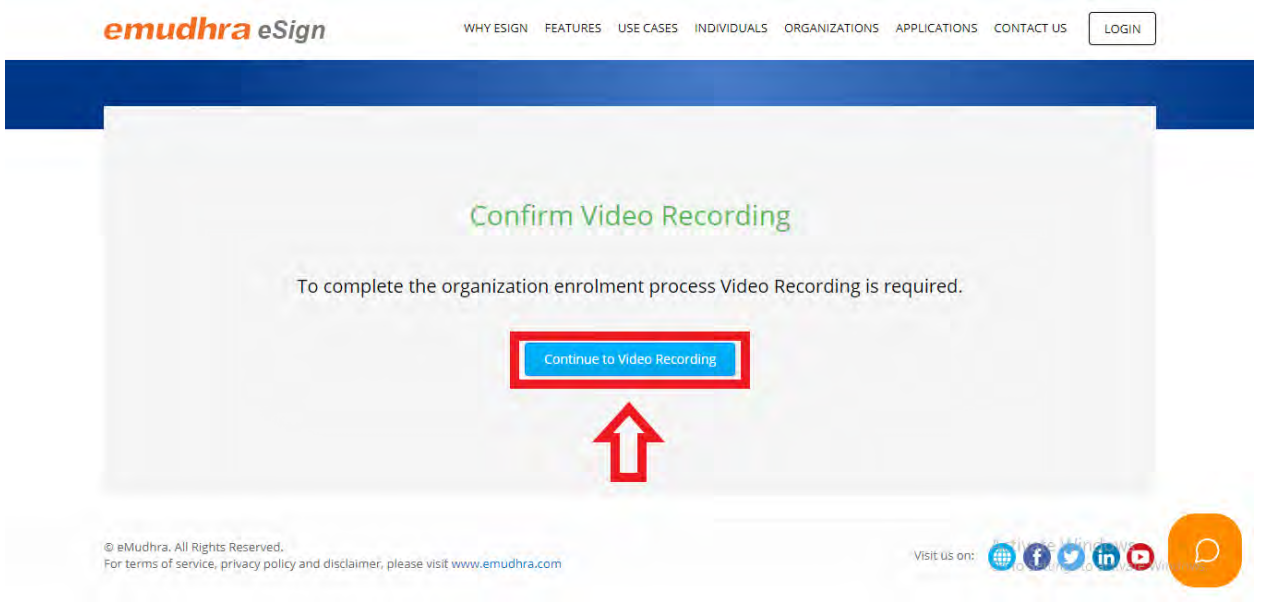 emudhra eSign
WHY ESIGN FEATURES USE CASES INDIVIDUALS ORGANIZATIONS APPLICATIONS CONTACT US LOGIN
Confirm Video Recording
To complete the organization enrolment process Video Recording is required.
Continue to Video Recording
© eMudhra. All Rights Reserved.
For terms of service, privacy policy and disclaimer, please visit www.emudhra.com
Visit us on: